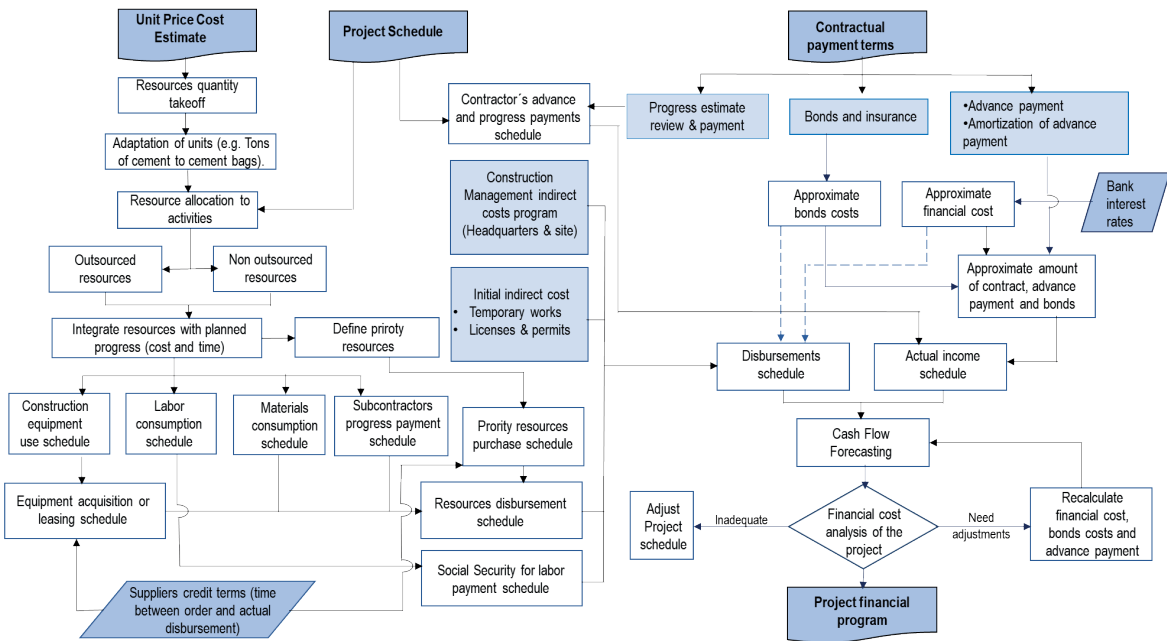 Unit Price Cost
Estimate
Project Schedule
Contractual
payment terms
Resources quantity
takeoff
Contractor´s advance
and progress payments
schedule
Progress estimate
review & payment
Bonds and insurance
•Advance payment
•Amortization of advance
payment
Adaptation of units (e.g. Tons
of cement to cement bags).
Resource allocation to
activities
Construction
Management indirect
costs program
(Headquarters & site)
Approximate
bonds costs
Approximate
financial cost
Bank
interest
rates
Outsourced
resources
Non outsourced
resources
Initial indirect cost
• Temporary works
• Licenses & permits
Approximate amount
of contract, advance
payment and bonds
Integrate resources with planned
progress (cost and time)
Define priroty
resources
Disbursements
schedule
Actual income
schedule
Construction
equipment
use schedule
Labor
consumption
schedule
Materials
consumption
schedule
Subcontractors
progress payment
schedule
Prority resources
purchase schedule
Cash Flow
Forecasting
Equipment acquisition or
leasing schedule
Resources disbursement
schedule
Adjust
Project
schedule
Inadequate
Financial cost
analysis of the
project
Need
adjustments
Recalculate
financial cost,
bonds costs and
advance payment
Social Security for labor
payment schedule
Suppliers credit terms (time
between order and actual
disbursement)
Project financial
program